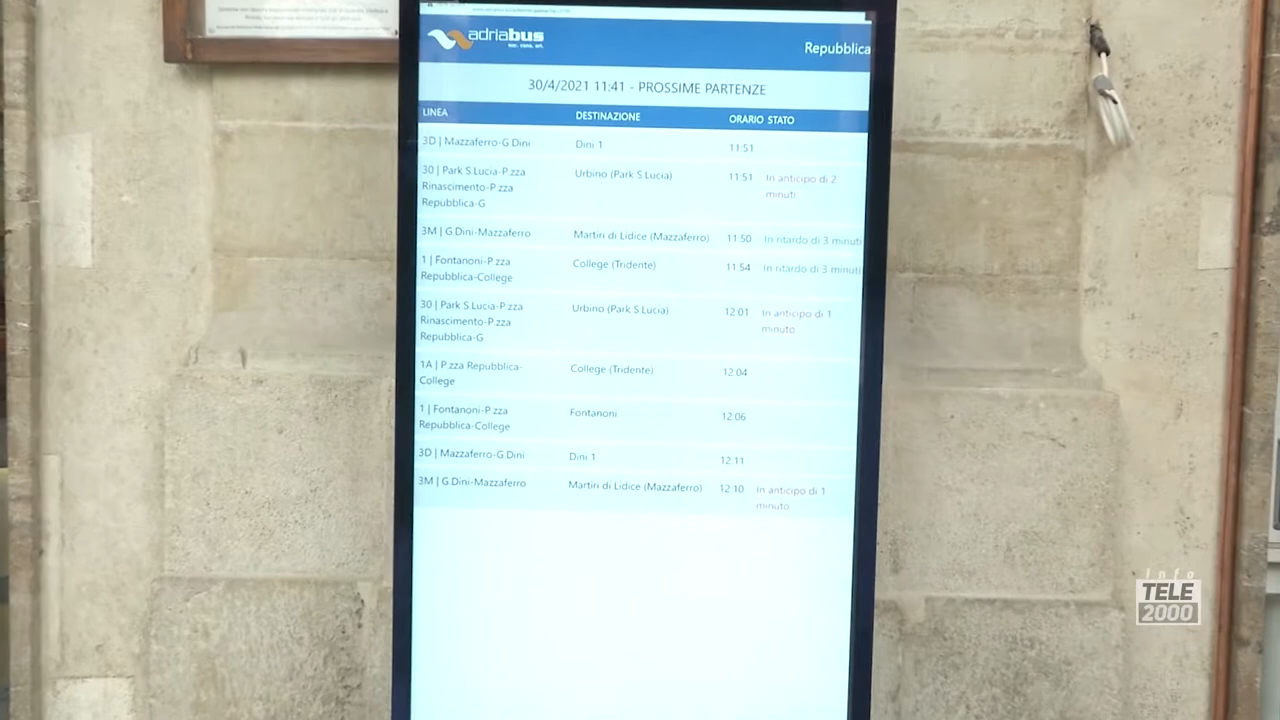 adriabus
soc. cons. arl.
Repubblica
30/4/2021 11:41 - PROSSIME PARTENZE
LINEA DESTINAZIONE ORARIO STATO
3D | Mazzaferro-G.Dini Dini 1 11:51
30 | Park S.Lucia-P.zza Urbino (Park S.Lucia) 11:51 In anticipo di 2
Rinascimento-P.zza minuti
Repubblica-G
3M | G.Dini-Mazzaferro Martiri di Lidice (Mazzaferro) 11:50 In ritardo di 3 minuti
1 | Fontanoni-P.zza College (Tridente) 11:54 In ritardo di 3 minuti
Repubblica-College
30 | Park S.Lucia-P.zza Urbino (Park S.Lucia) 12:01 In anticipo di 1
Rinascimento-P.zza minuto
Repubblica-G
1A | P.zza Repubblica- College (Tridente) 12:04
College
1 | Fontanoni-P.zza Fontanoni 12:06
Repubblica-College
3D | Mazzaferro-G.Dini Dini 1 12:11
3M | G.Dini-Mazzaferro Martiri di Lidice (Mazzaferro) 12:10 In anticipo di 1
minuto
Info
TELE
2000